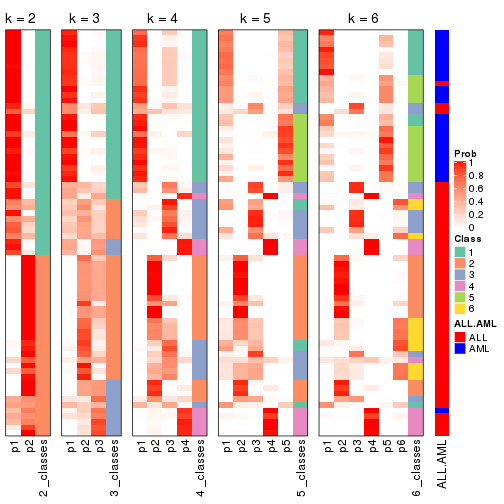 k = 2
k = 3
k = 4
k = 5
k = 6
p1
p2
2_classes
p1
p2
p3
3_classes
p1
p2
p3
p4
4_classes
p1
p2
p3
p4
p5
5_classes
p1
p2
p3
p4
p5
p6
6_classes
ALL.AML
Prob
1
0.8
0.6
0.4
0.2
0
Class
1
2
3
4
5
6
ALL.AML
ALL
AML